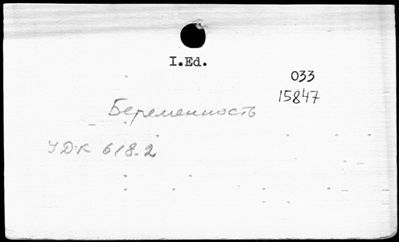 I.Ed.
033
15847
Беременность
УДК 618.2